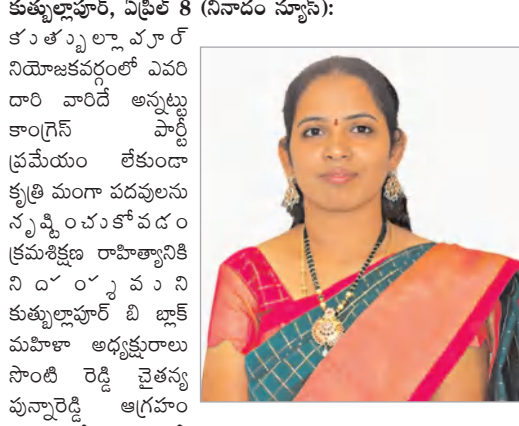 కుత్బుల్లాపూర్, ఏప్రిల్ 8 (నినాదం న్యూస్):
కుత్బుల్లాపూర్
నియోజకవర్గంలో ఎవరి
దారి వారిదే అన్నట్టు
కాంగ్రెస్ పార్టీ
ప్రమేయం లేకుండా
కృత్రి మంగా పదవులను
సృష్టించుకోవడం
క్రమశిక్షణ రాహిత్యానికి
నిదర్శమని
కుత్బుల్లాపూర్ బి బ్లాక్
మహిళా అధ్యక్షురాలు
సొంటి రెడ్డి చైతన్య
పున్నారెడ్డి ఆగ్రహం